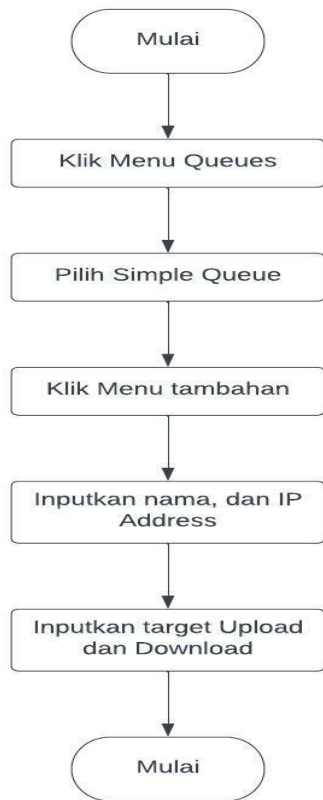 Mulai
Klik Menu Queues
Pilih Simple Queue
Klik Menu tambahan
Inputkan nama, dan IP
Address
Inputkan target Upload
dan Download
Mulai